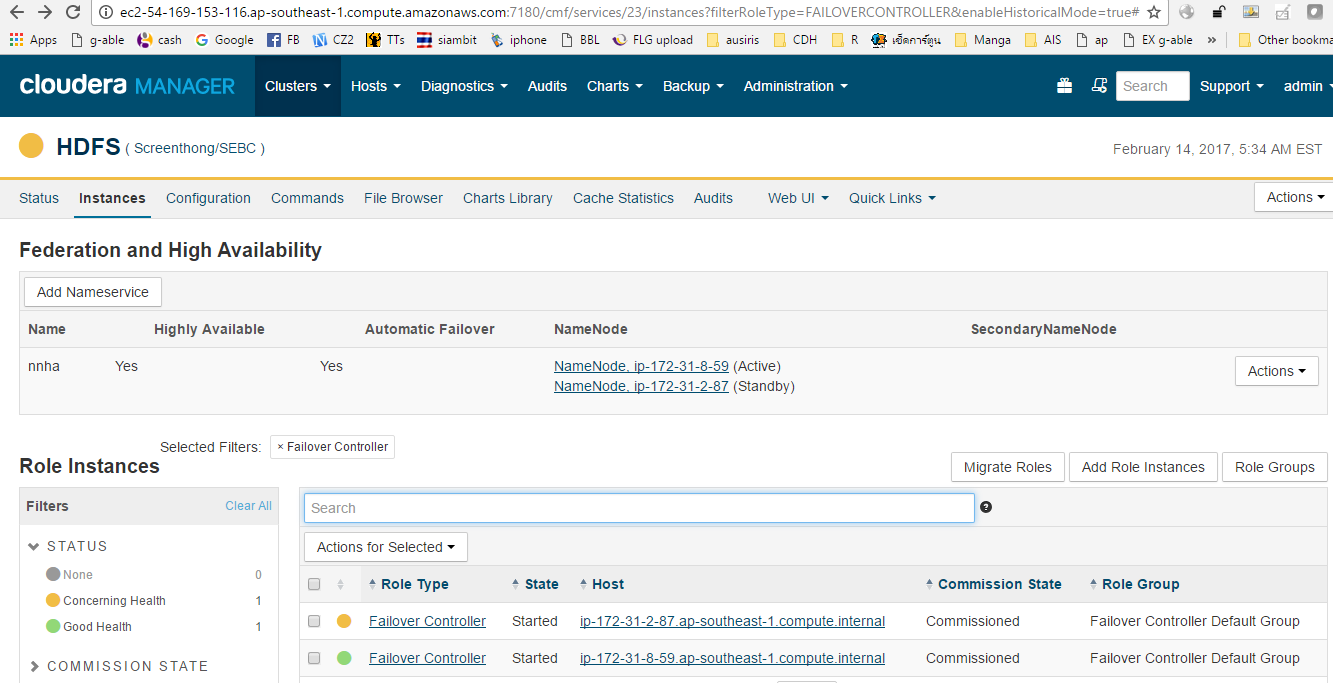 ec2-54-169-153-116.ap-southeast-1.compute.amazonaws.com:7180/cmf/services/23/instances?filterRoleType=FAILOVERCONTROLLER&enableHistoricalMode=true#
Apps g-able cash Google FB CZ2 TTs siambit iphone BBL FLG upload ausiris CDH R เซ็ตการ์ตูน Manga AIS ap EX g-able » Other bookma
cloudera MANAGER Clusters Hosts Diagnostics Audits Charts Backup Administration Search Support admin
HDFS ( Screenthong/SEBC ) February 14, 2017, 5:34 AM EST
Status Instances Configuration Commands File Browser Charts Library Cache Statistics Audits Web UI Quick Links Actions
Federation and High Availability
Add Nameservice
Name Highly Available Automatic Failover NameNode SecondaryNameNode
nnha Yes Yes NameNode, ip-172-31-8-59 (Active) Actions
NameNode, ip-172-31-2-87 (Standby)
Selected Filters: × Failover Controller
Role Instances Migrate Roles Add Role Instances Role Groups
Filters Clear All Search ?
STATUS Actions for Selected
None 0 Role Type State Host Commission State Role Group
Concerning Health 1 Failover Controller Started ip-172-31-2-87.ap-southeast-1.compute.internal Commissioned Failover Controller Default Group
Good Health 1
COMMISSION STATE Failover Controller Started ip-172-31-8-59.ap-southeast-1.compute.internal Commissioned Failover Controller Default Group